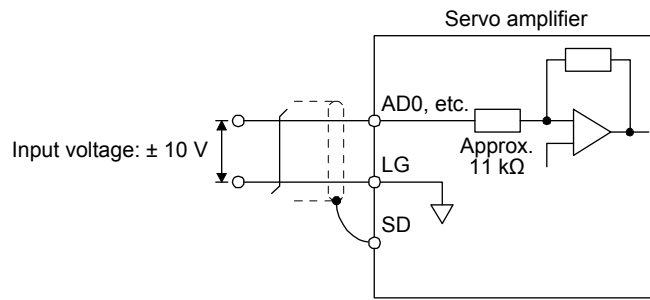 Servo amplifier
AD0, etc.
Input voltage: ± 10 V
Approx.
11 kΩ
LG
SD